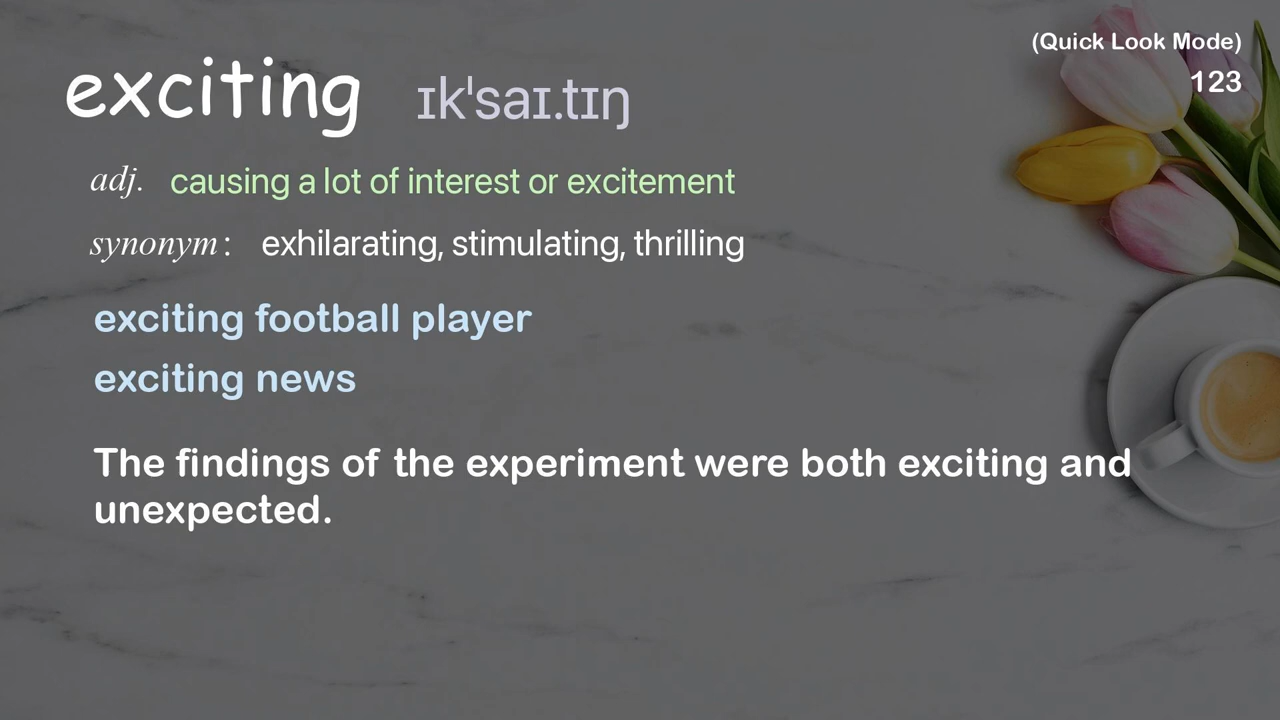 (Quick Look Mode)
123
exciting ɪkˈsaɪ.tɪŋ
adj. causing a lot of interest or excitement
synonym: exhilarating, stimulating, thrilling
exciting football player
exciting news
The findings of the experiment were both exciting and
unexpected.